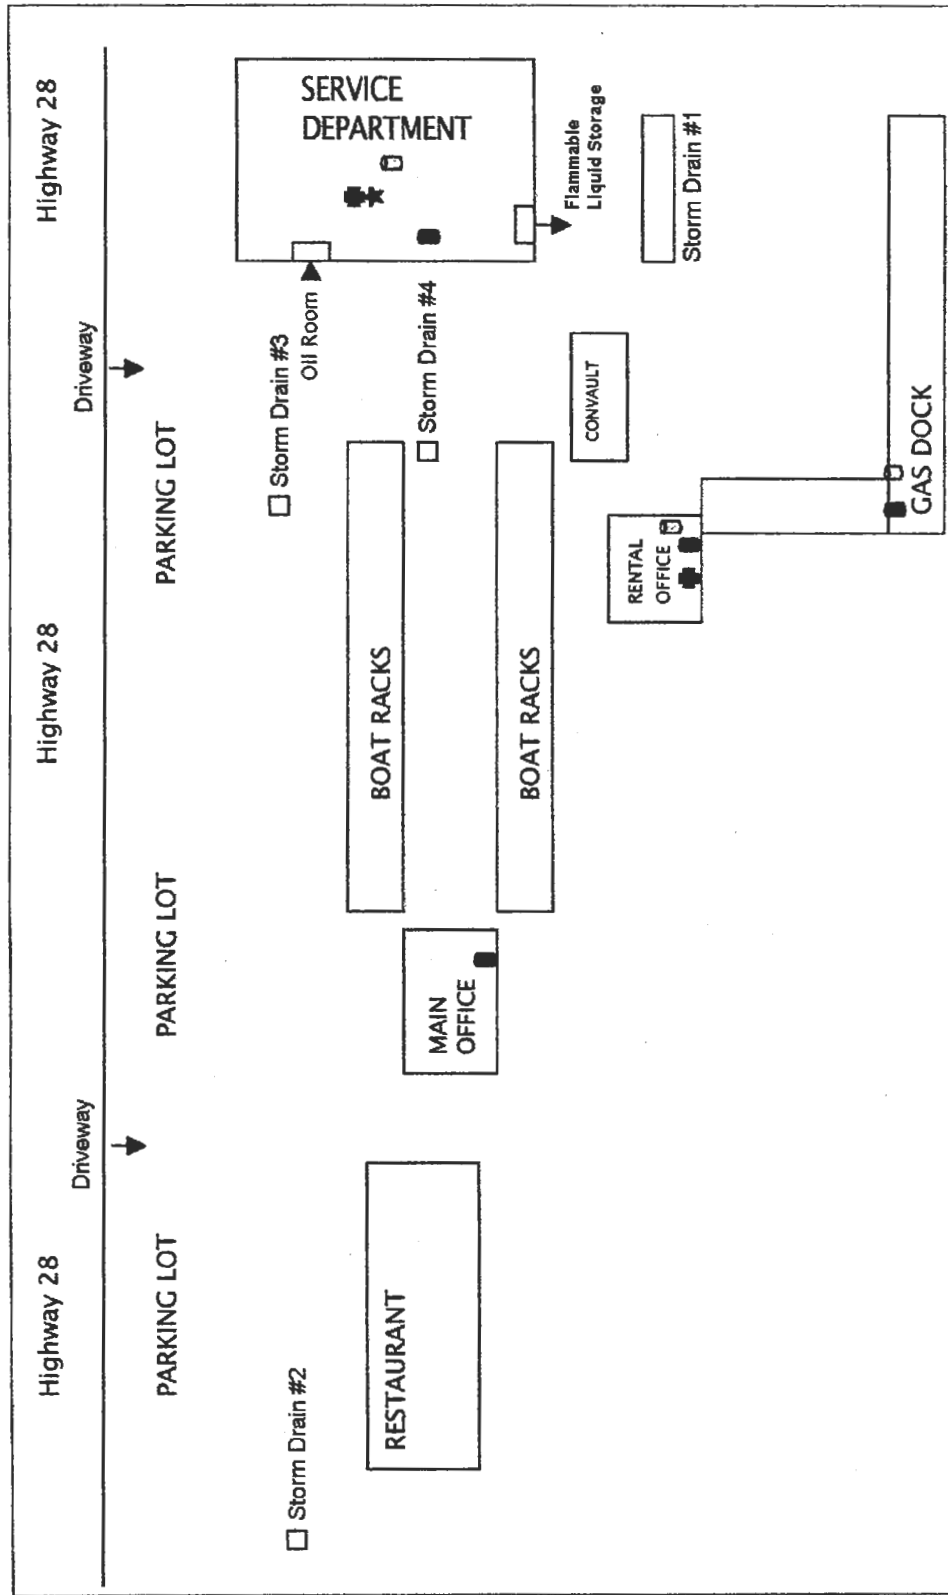 Highway 28
Highway 28
Highway 28
Driveway
Driveway
PARKING LOT
PARKING LOT
PARKING LOT
Storm Drain #2
Storm Drain #3
Oil Room
SERVICE
DEPARTMENT
RESTAURANT
MAIN
OFFICE
BOAT RACKS
Storm Drain #4
BOAT RACKS
CONVAULT
Flammable
Liquid Storage
RENTAL
OFFICE
Storm Drain #1
GAS DOCK